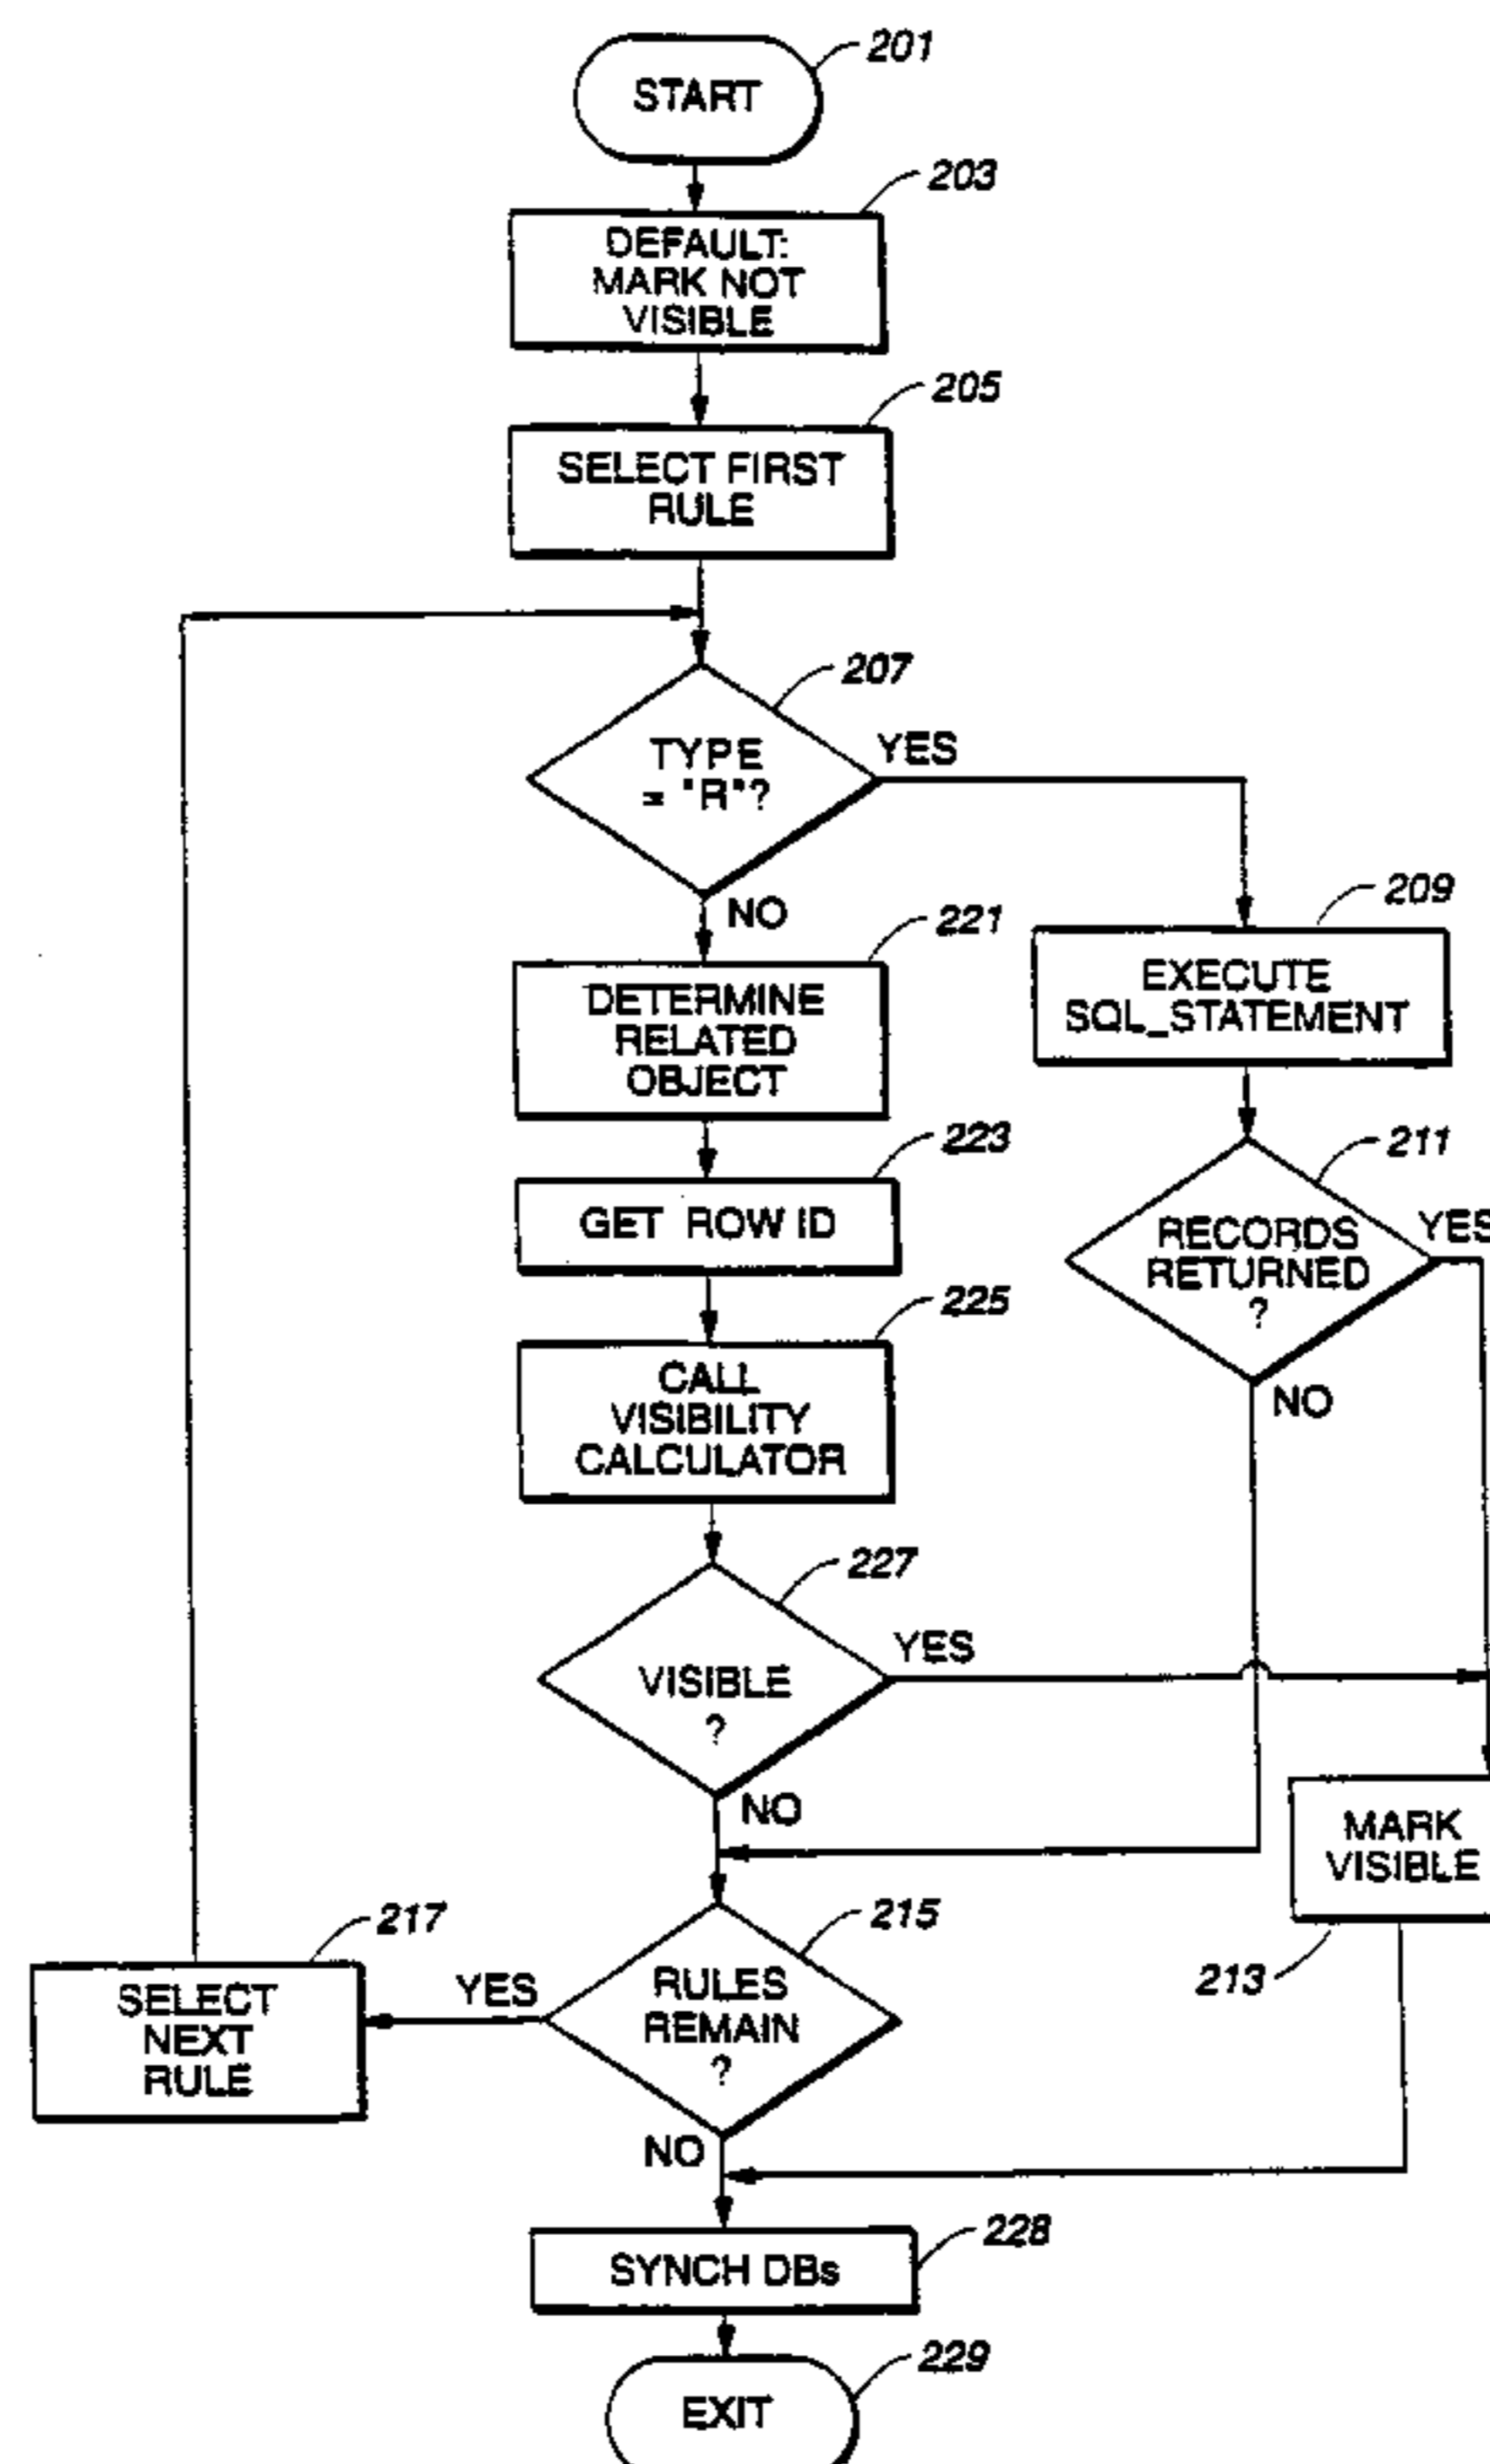 201
START
203
DEFAULT:
MARK NOT
VISIBLE
205
SELECT FIRST
RULE
207
TYPE
= "R"?
YES
NO
209
EXECUTE
SQL_STATEMENT
221
DETERMINE
RELATED
OBJECT
211
RECORDS
RETURNED
?
YES
NO
223
GET ROW ID
225
CALL
VISIBILITY
CALCULATOR
227
VISIBLE
?
YES
NO
MARK
VISIBLE
213
215
RULES
REMAIN
?
YES
NO
217
SELECT
NEXT
RULE
228
SYNCH DBs
229
EXIT